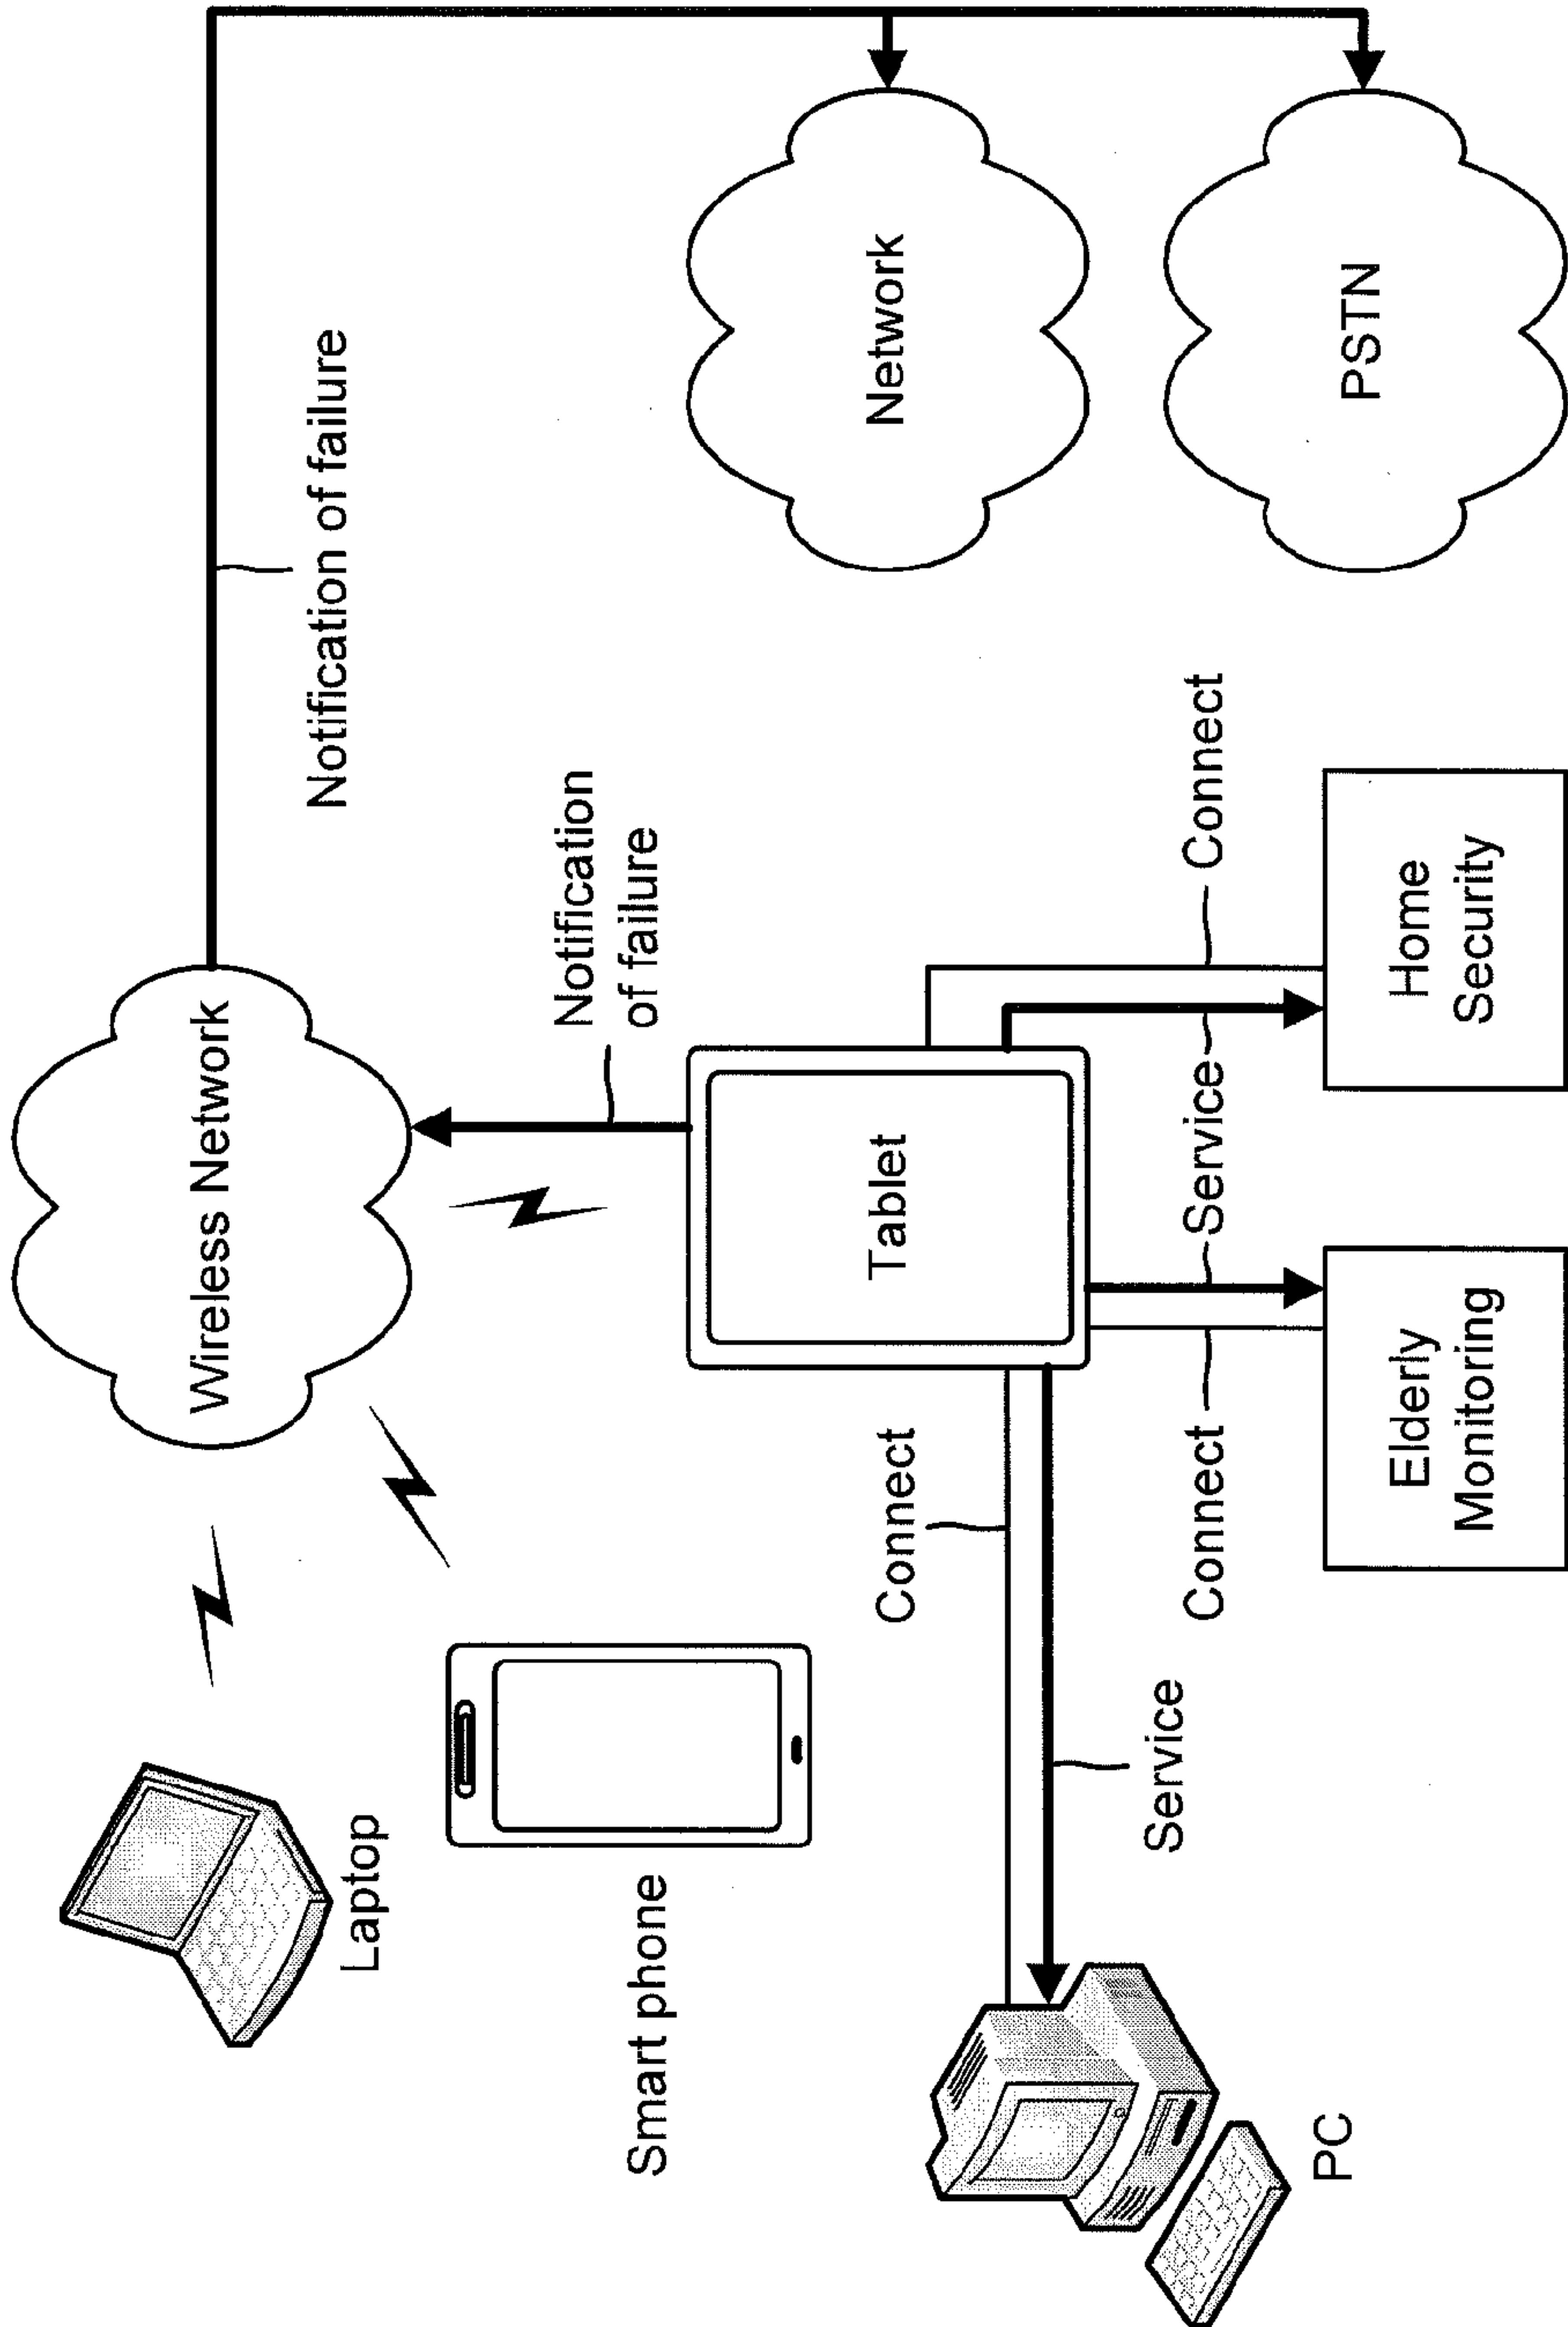 Wireless Network
Laptop
Notification of failure
Notification
of failure
Smart phone
Connect
Tablet
Network
Service
Connect
Service
Connect
PC
Elderly
Monitoring
Home
Security
PSTN